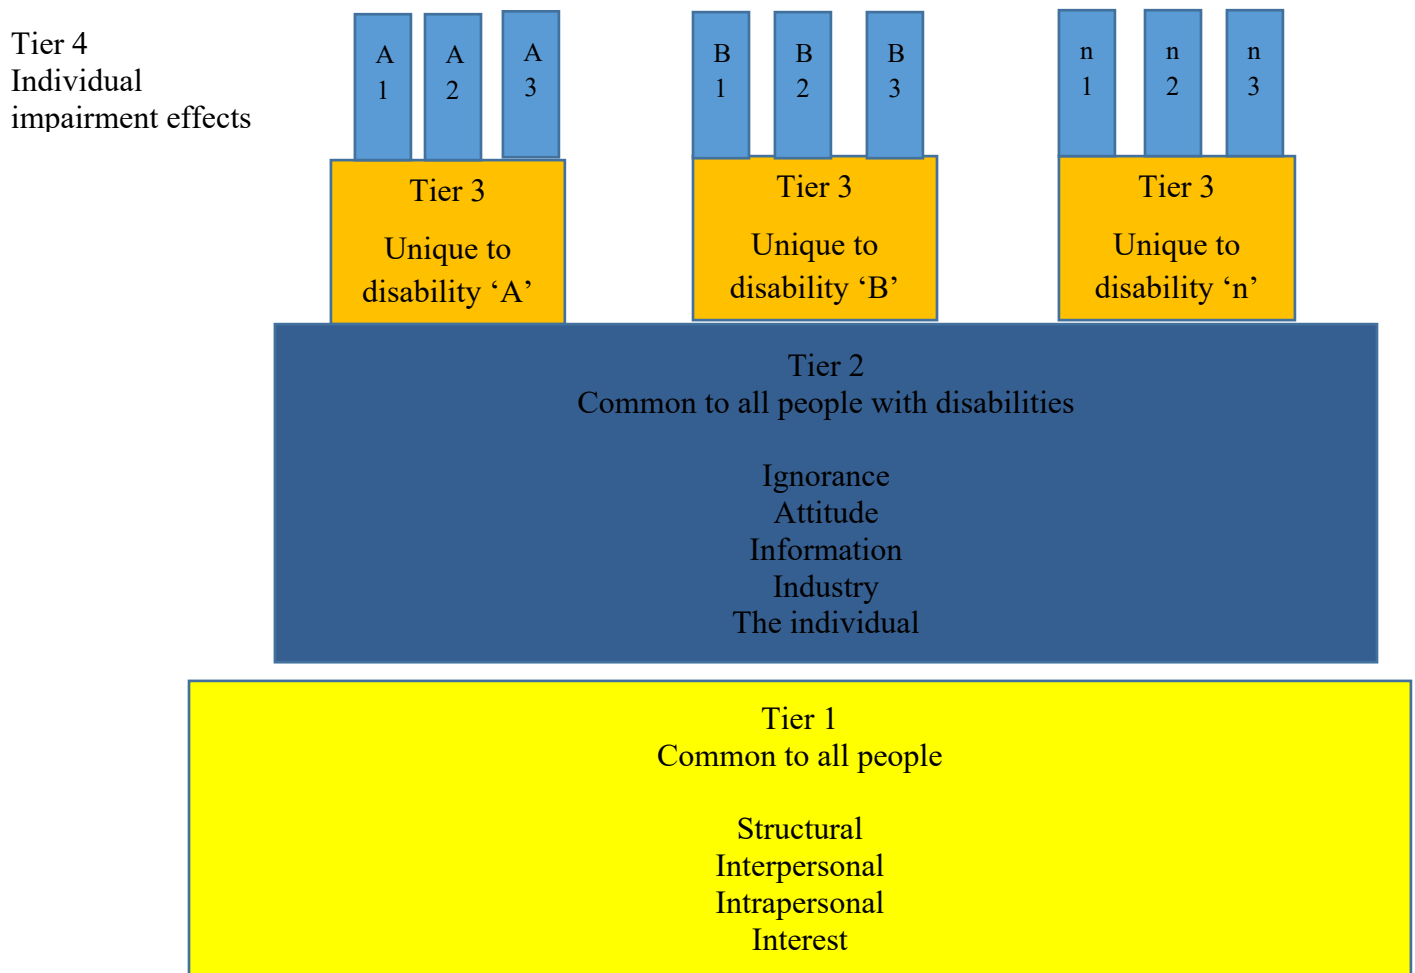 Tier 4
Individual
impairment effects
A
1
A
2
A
3
B
1
B
2
B
3
n
1
n
2
n
3
Tier 3
Unique to
disability ‘A’
Tier 3
Unique to
disability ‘B’
Tier 3
Unique to
disability ‘n’
Tier 2
Common to all people with disabilities
Ignorance
Attitude
Information
Industry
The individual
Tier 1
Common to all people
Structural
Interpersonal
Intrapersonal
Interest